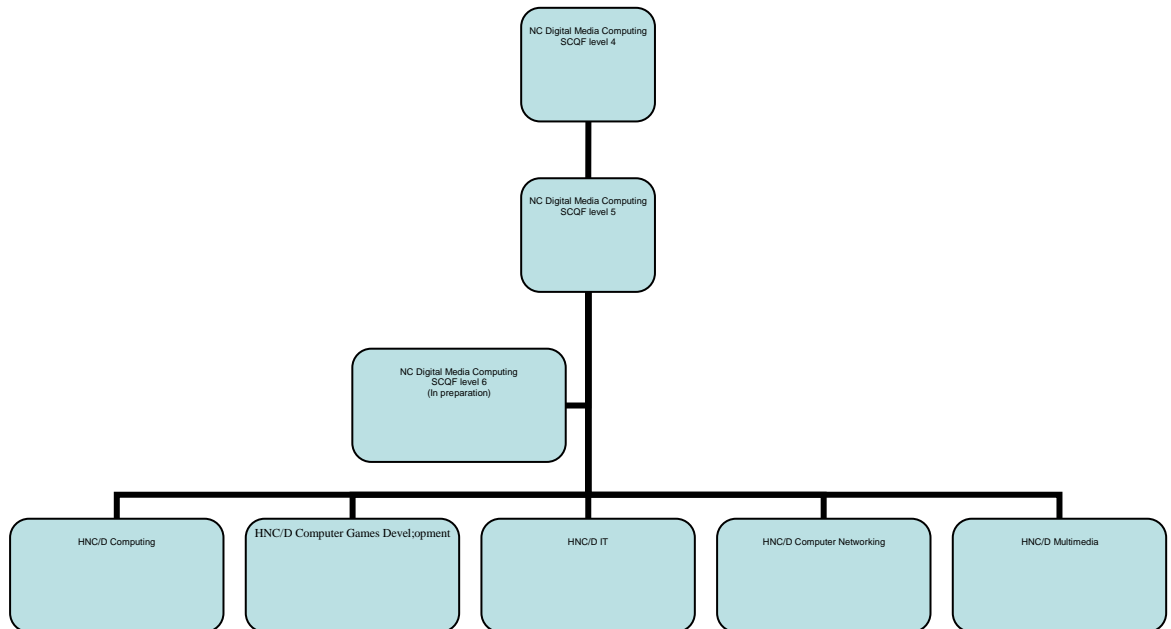 NC Digital Media Computing
SCQF level 4
NC Digital Media Computing
SCQF level 5
NC Digital Media Computing
SCQF level 6
(In preparation)
HNC/D Computing
HNC/D Computer Games Devel;opment
HNC/D IT
HNC/D Computer Networking
HNC/D Multimedia